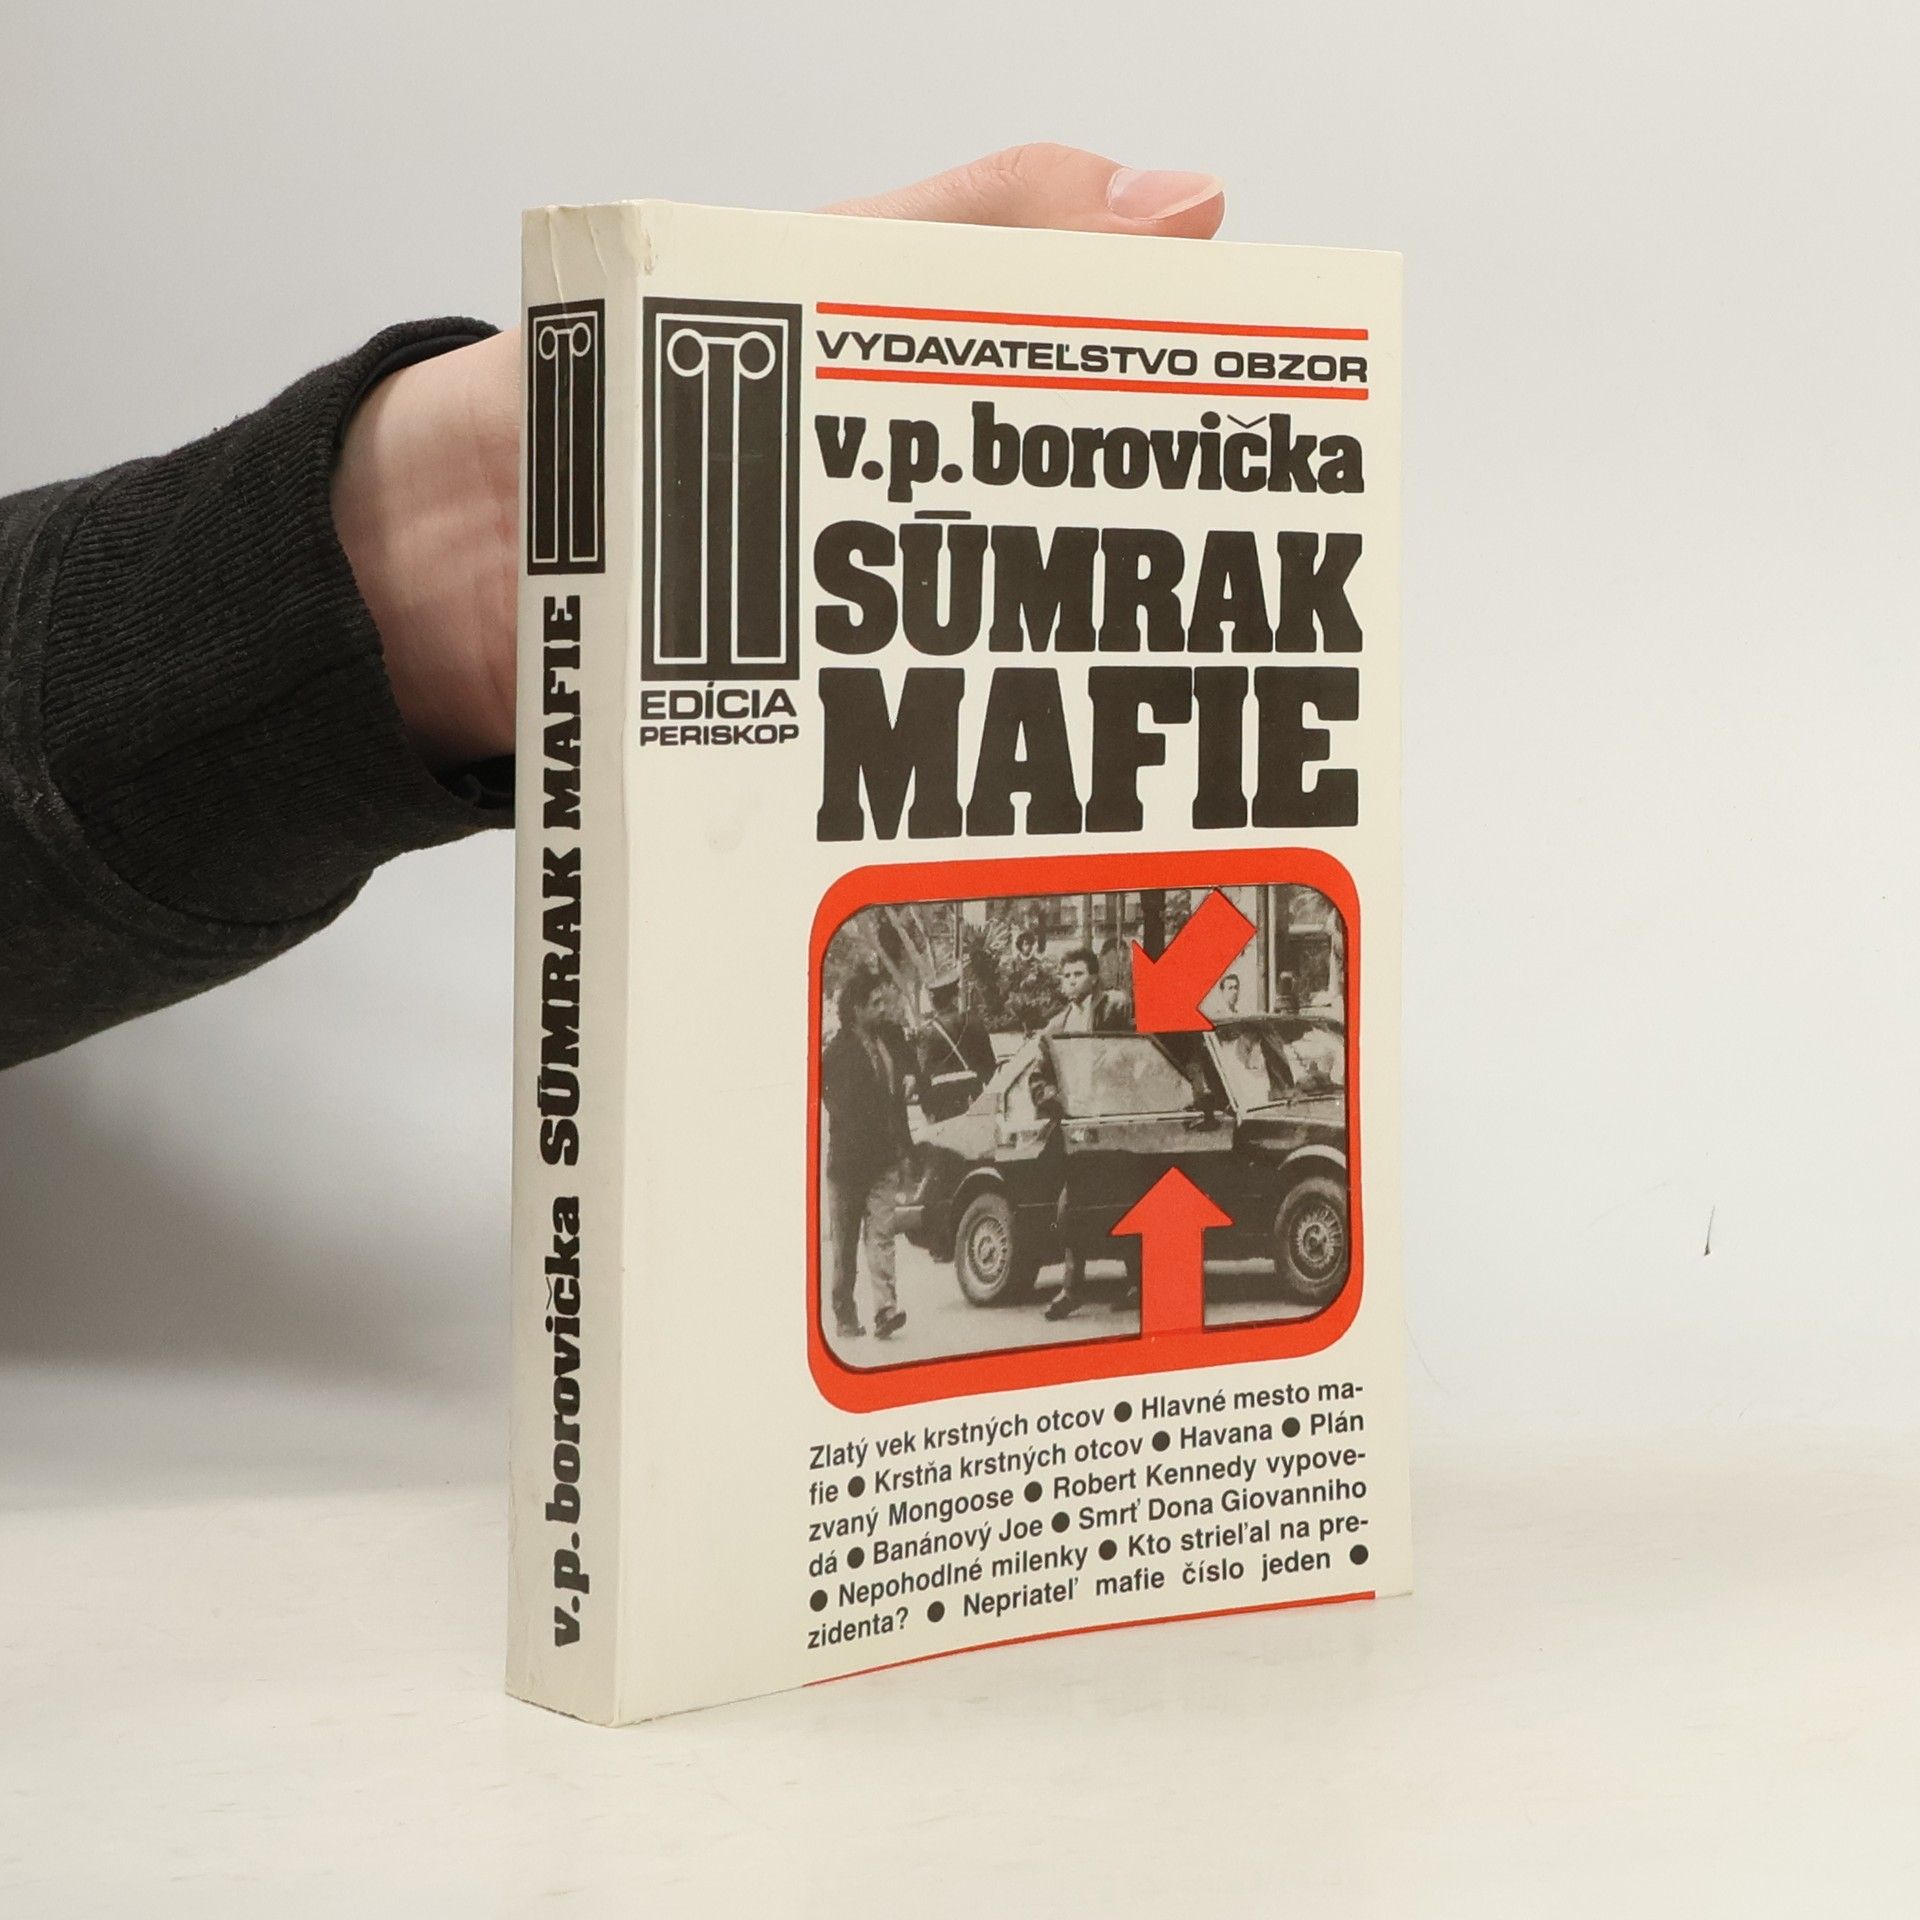 v.p.borovička SÚMRAK MAFIE
EDÍCIA
PERISKOP
VYDAVATEĽSTVO OBZOR
v.p.borovička
SÚMRAK
MAFIE
Zlatý vek krstných otcov ● Hlavné mesto ma-
fie ● Krstňa krstných otcov ● Havana ● Plán
zvaný Mongoose ● Robert Kennedy vypove-
dá ● Banánový Joe ● Smrť Dona Giovanniho
● Nepohodlné milenky ● Kto strieľal na pre-
zidenta? ● Nepriateľ mafie číslo jeden ●